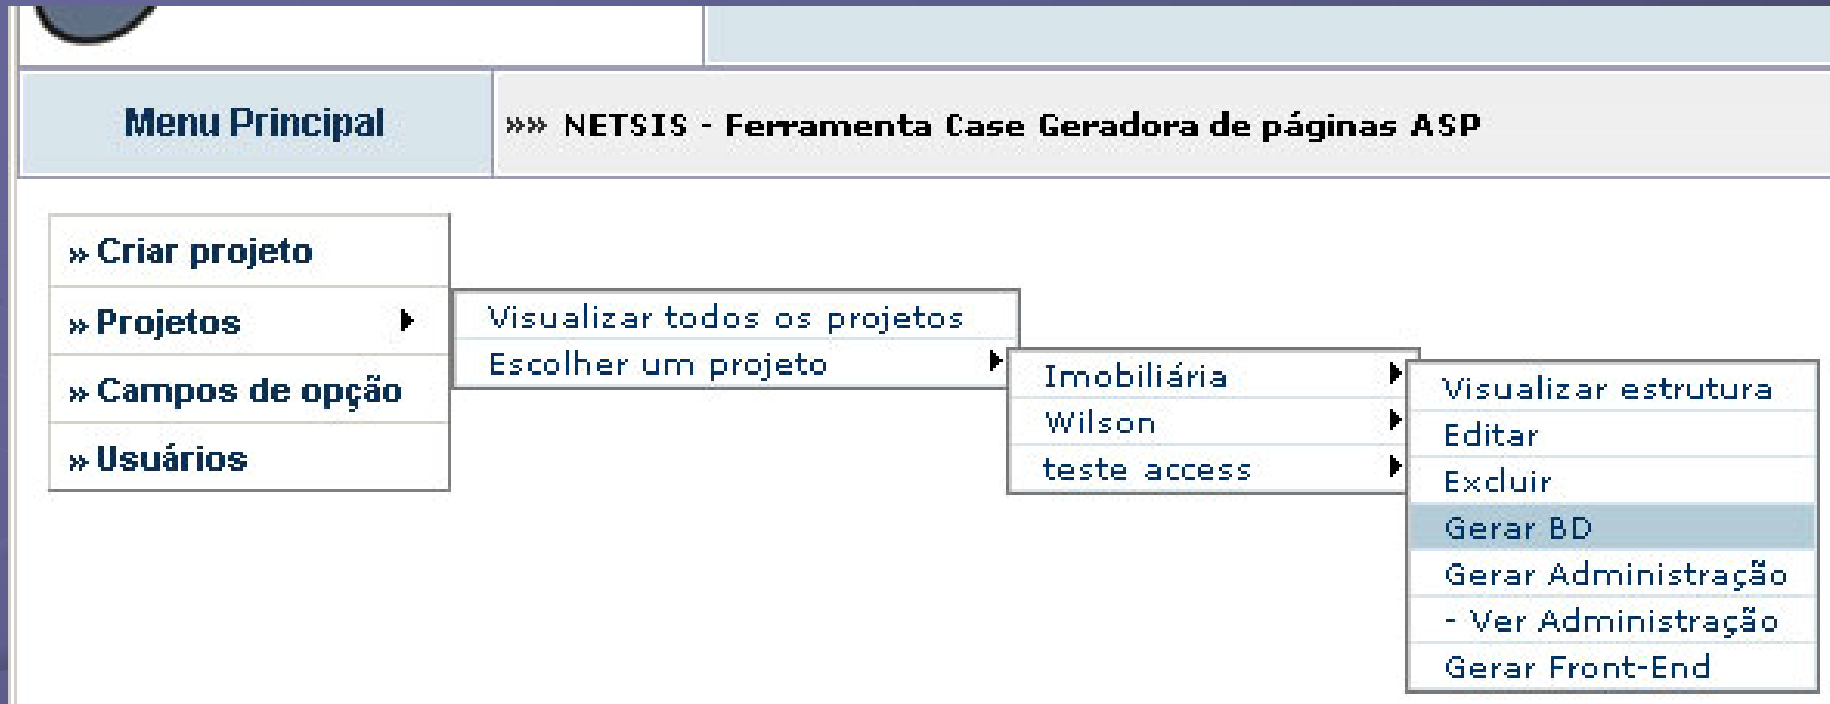 Menu Principal
»» NETSIS - Ferramenta Case Geradora de páginas ASP
» Criar projeto
» Projetos
» Campos de opção
» Usuários
Visualizar todos os projetos
Escolher um projeto
Imobiliária
Wilson
teste access
Visualizar estrutura
Editar
Excluir
Gerar BD
Gerar Administração
- Ver Administração
Gerar Front-End